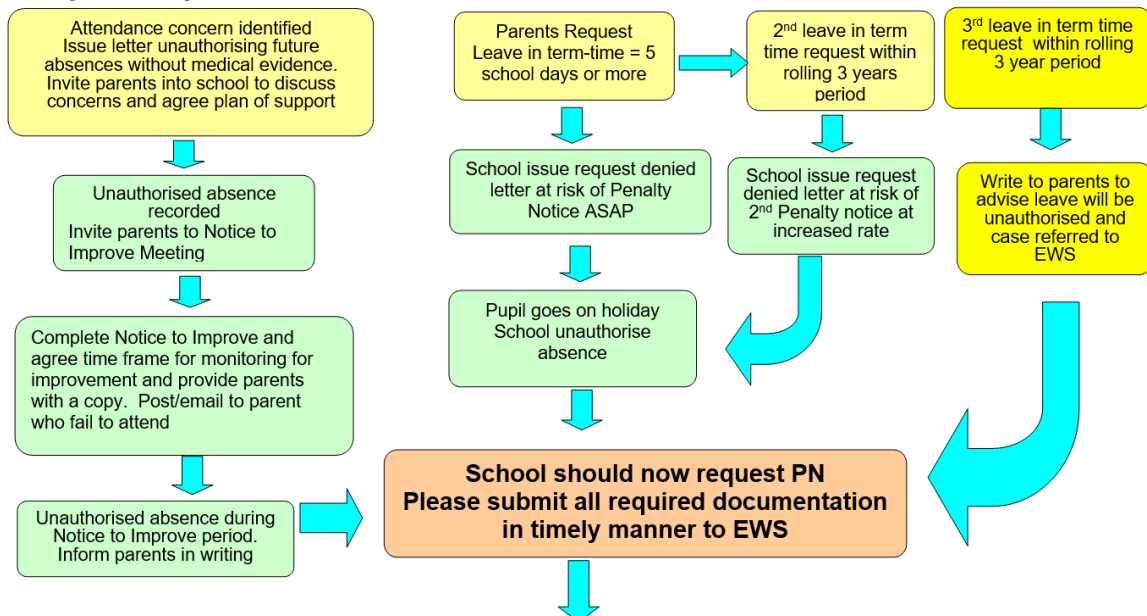 Attendance concern identified
Issue letter unauthorising future
absences without medical evidence.
Invite parents into school to discuss
concerns and agree plan of support
Unauthorised absence
recorded
Invite parents to Notice to
Improve Meeting
Complete Notice to Improve and
agree time frame for monitoring for
improvement and provide parents
with a copy. Post/email to parent
who fail to attend
Unauthorised absence during
Notice to Improve period.
Inform parents in writing
Parents Request
Leave in term-time = 5
school days or more
School issue request denied
letter at risk of Penalty
Notice ASAP
Pupil goes on holiday
School unauthorise
absence
2nd leave in term
time request within
rolling 3 years
period
School issue request
denied letter at risk of
2nd Penalty notice at
increased rate
3rd leave in term time
request within rolling
3 year period
Write to parents to
advise leave will be
unauthorised and
case referred to
EWS
School should now request PN
Please submit all required documentation
in timely manner to EWS